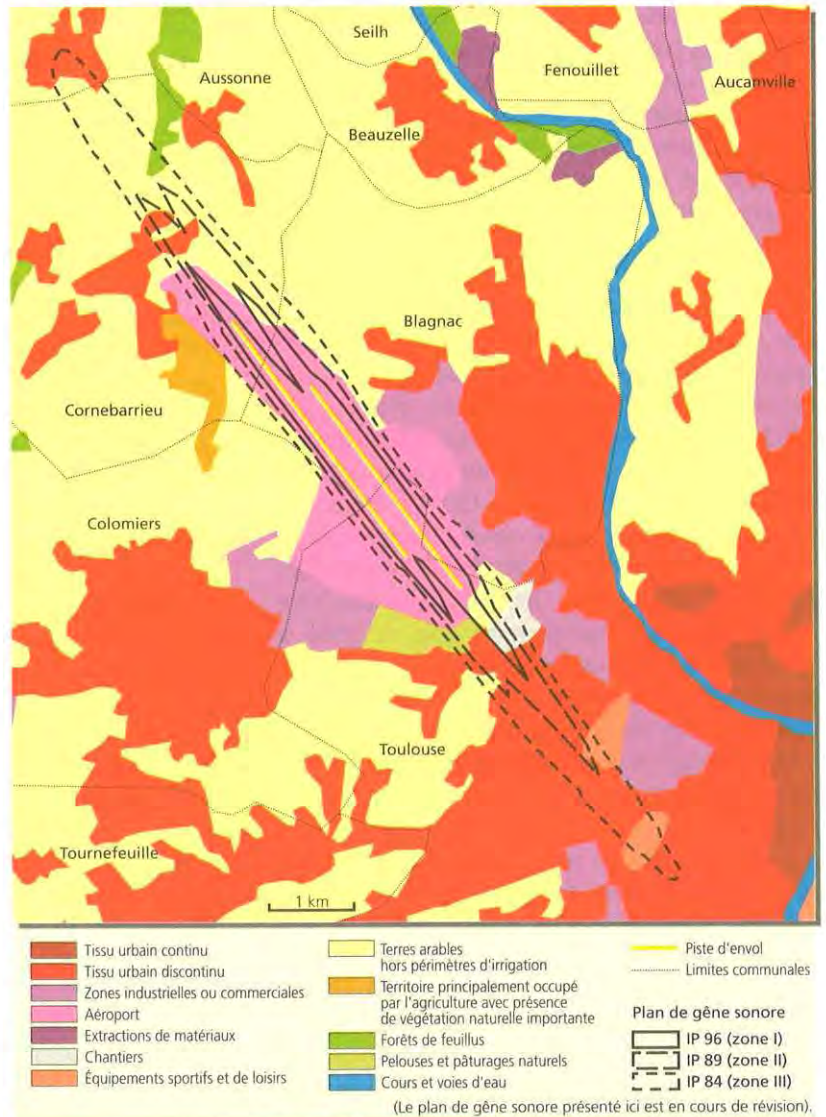 Seilh
Aussonne
Fenouillet
Aucamville
Beauzelle
Blagnac
Cornebarrieu
Colomiers
Toulouse
Tournefeuille
1 km
Tissu urbain continu
Tissu urbain discontinu
Zones industrielles ou commerciales
Aéroport
Extractions de matériaux
Chantiers
Équipements sportifs et de loisirs
Terres arables
hors périmètres d'irrigation
Territoire principalement occupé
par l'agriculture avec présence
de végétation naturelle importante
Forêts de feuillus
Pelouses et pâturages naturels
Cours et voies d'eau
Piste d'envol
Limites communales
Plan de gêne sonore
IP 96 (zone I)
IP 89 (zone II)
IP 84 (zone III)
(Le plan de gêne sonore présenté ici est en cours de révision).